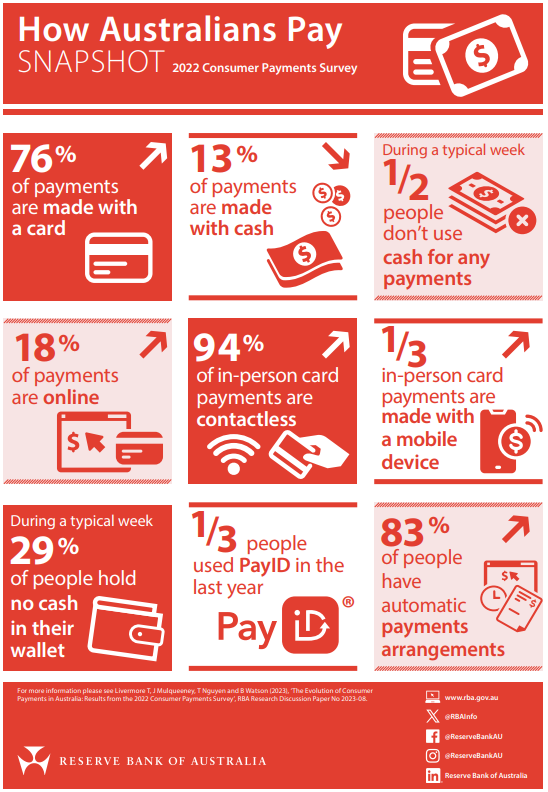 How Australians Pay
SNAPSHOT 2022 Consumer Payments Survey
76%
of payments
are made with
a card
13%
of payments
are made
with cash
During a typical week
1/2
people
don't use
cash for any
payments
18%
of payments
are online
94%
of in-person card
payments are
contactless
1/3
in-person card
payments are
made with
a mobile
device
During a typical week
29%
of people hold
no cash
in their
wallet
1/3 people
used PayID in the
last year
Pay iD ®
83%
of people
have
automatic
payments
arrangements
For more information please see Livermore T, J Mulqueeney, T Nguyen and B Watson (2023), 'The Evolution of Consumer
Payments in Australia: Results from the 2022 Consumer Payments Survey', RBA Research Discussion Paper No 2023-08.
RESERVE BANK OF AUSTRALIA
www.rba.gov.au
@RBAInfo
@ReserveBankAU
@ReserveBankAU
Reserve Bank of Australia